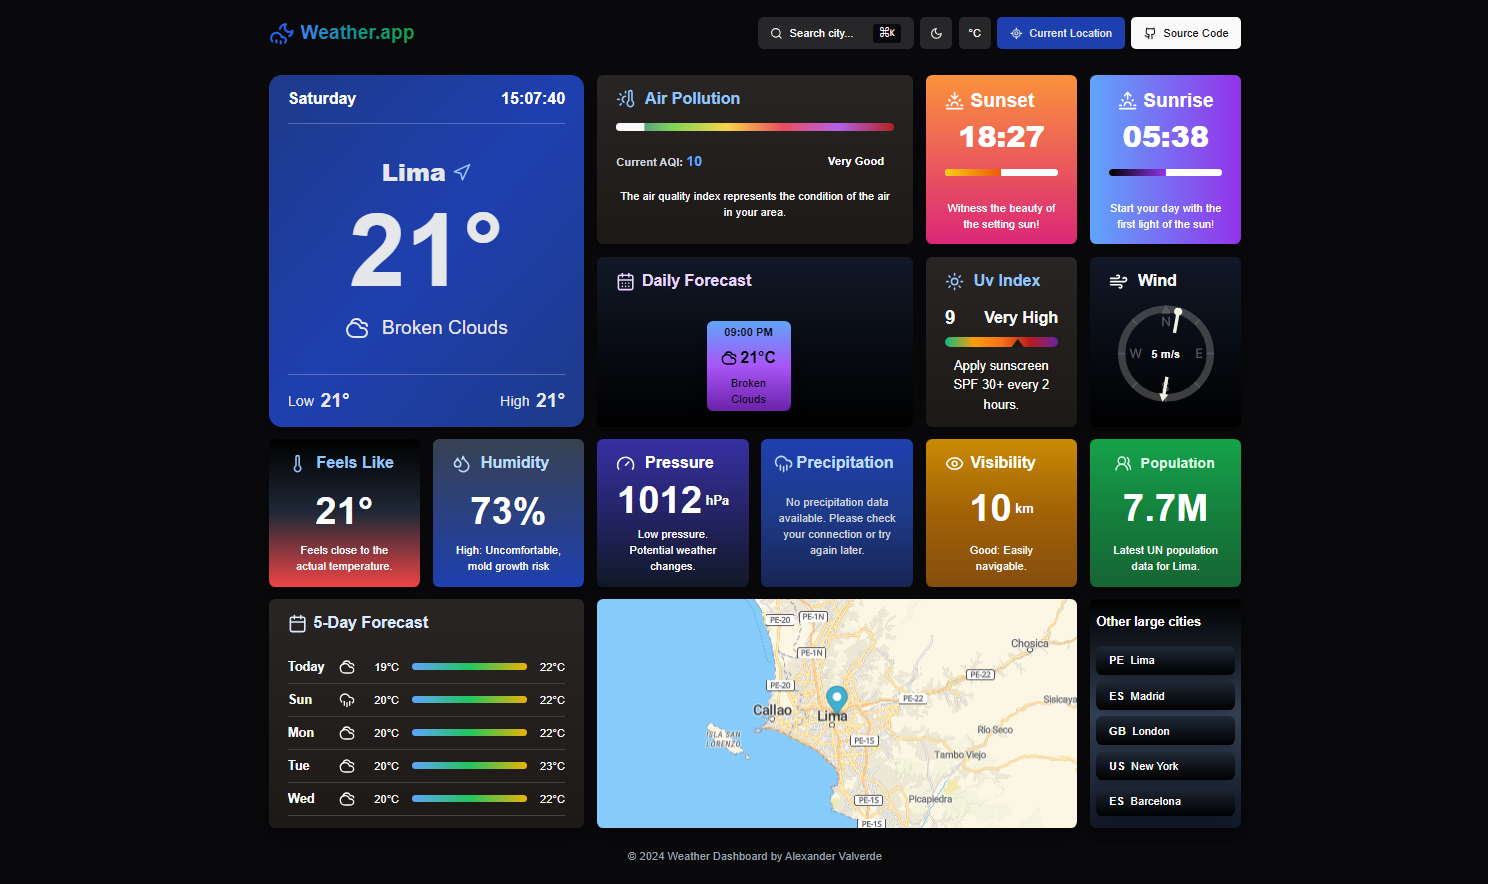 Weather.app
Search city...
⌘K
°C
Current Location
Source Code
Saturday
15:07:40
Lima
21°
Broken Clouds
Low 21°
High 21°
Air Pollution
Current AQI: 10
Very Good
The air quality index represents the condition of the air
in your area.
Sunset
18:27
Witness the beauty of
the setting sun!
Sunrise
05:38
Start your day with the
first light of the sun!
Daily Forecast
09:00 PM
21°C
Broken
Clouds
Uv Index
9
Very High
Apply sunscreen
SPF 30+ every 2
hours.
Wind
N
W
5 m/s
E
Feels Like
21°
Feels close to the
actual temperature.
Humidity
73%
High: Uncomfortable,
mold growth risk
Pressure
1012 hPa
Low pressure.
Potential weather
changes.
Precipitation
No precipitation data
available. Please check
your connection or try
again later.
Visibility
10 km
Good: Easily
navigable.
Population
7.7M
Latest UN population
data for Lima.
5-Day Forecast
Today 19°C 22°C
Sun 20°C 22°C
Mon 20°C 22°C
Tue 20°C 23°C
Wed 20°C 22°C
PE-20
PE-1N
Chosica
PE-1N
PE-22
PE-20
PE-22
Sisicaya
Callao
Lima
Río Seco
ISLA SAN
LORENZO
PE-1S
Tambo Viejo
PE-1S
Picapiedra
PE-1S
Other large cities
PE Lima
ES Madrid
GB London
US New York
ES Barcelona
© 2024 Weather Dashboard by Alexander Valverde